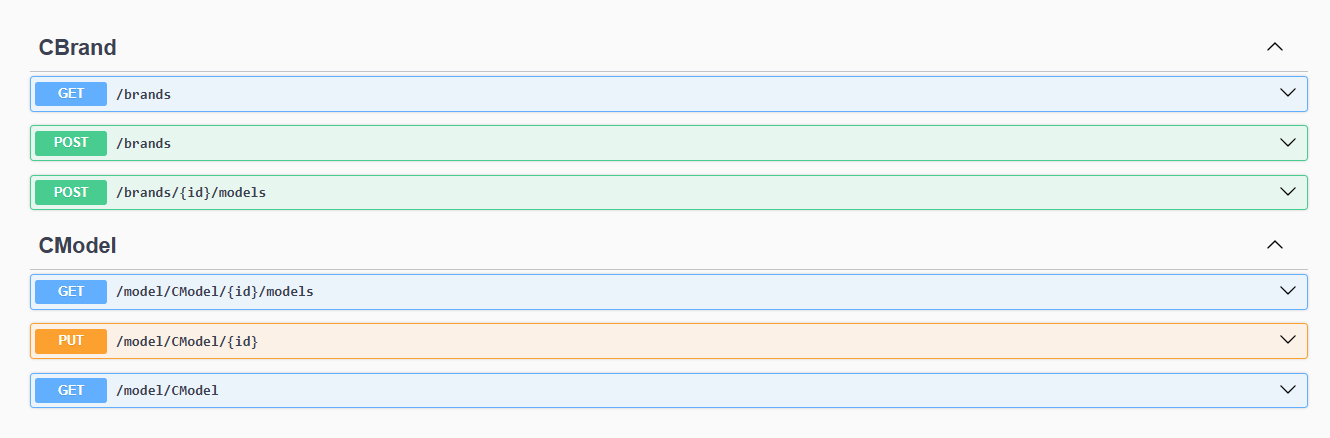 CBrand
GET /brands
POST /brands
POST /brands/{id}/models
CModel
GET /model/CModel/{id}/models
PUT /model/CModel/{id}
GET /model/CModel